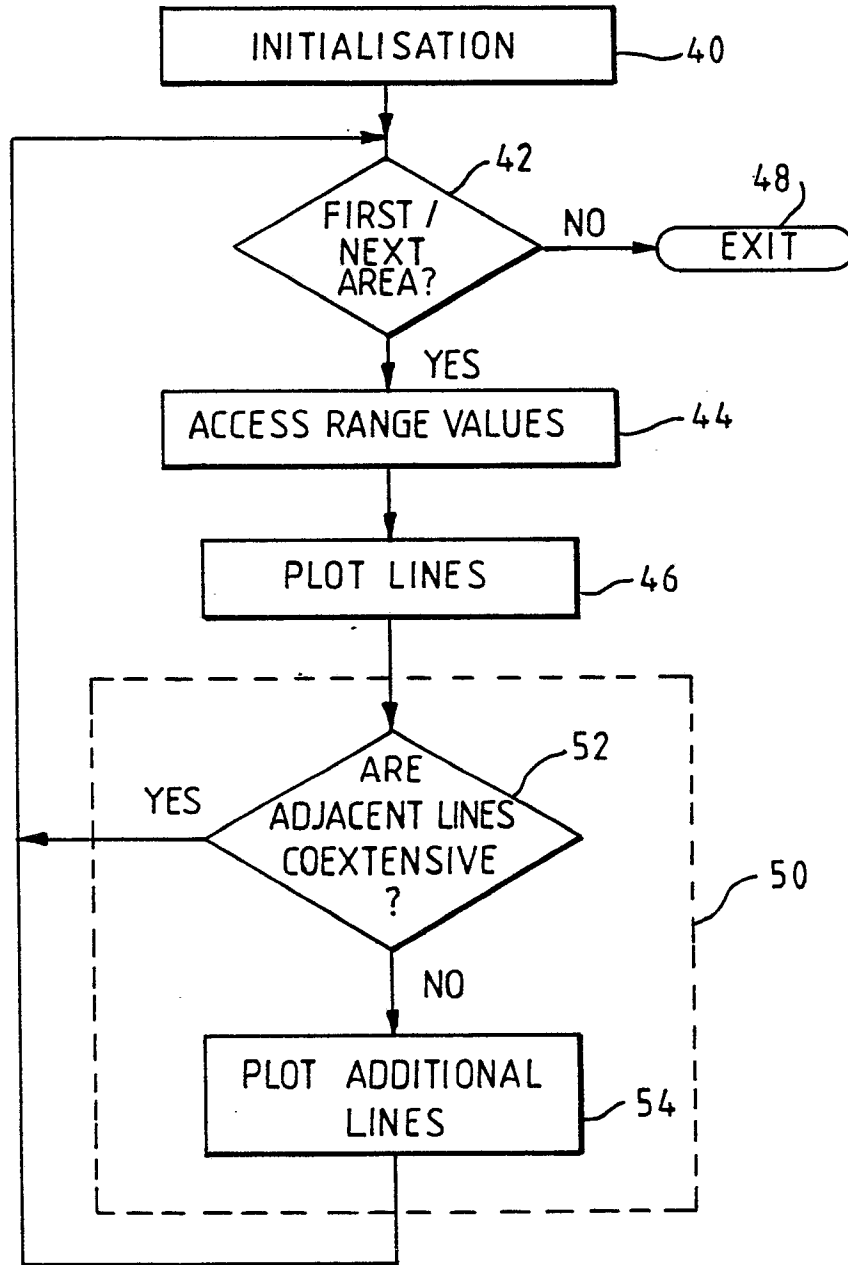 INITIALISATION
40
42
FIRST /
NEXT
AREA?
NO
48
EXIT
YES
ACCESS RANGE VALUES
44
PLOT LINES
46
52
ARE
ADJACENT LINES
COEXTENSIVE
?
YES
50
NO
PLOT ADDITIONAL
LINES
54